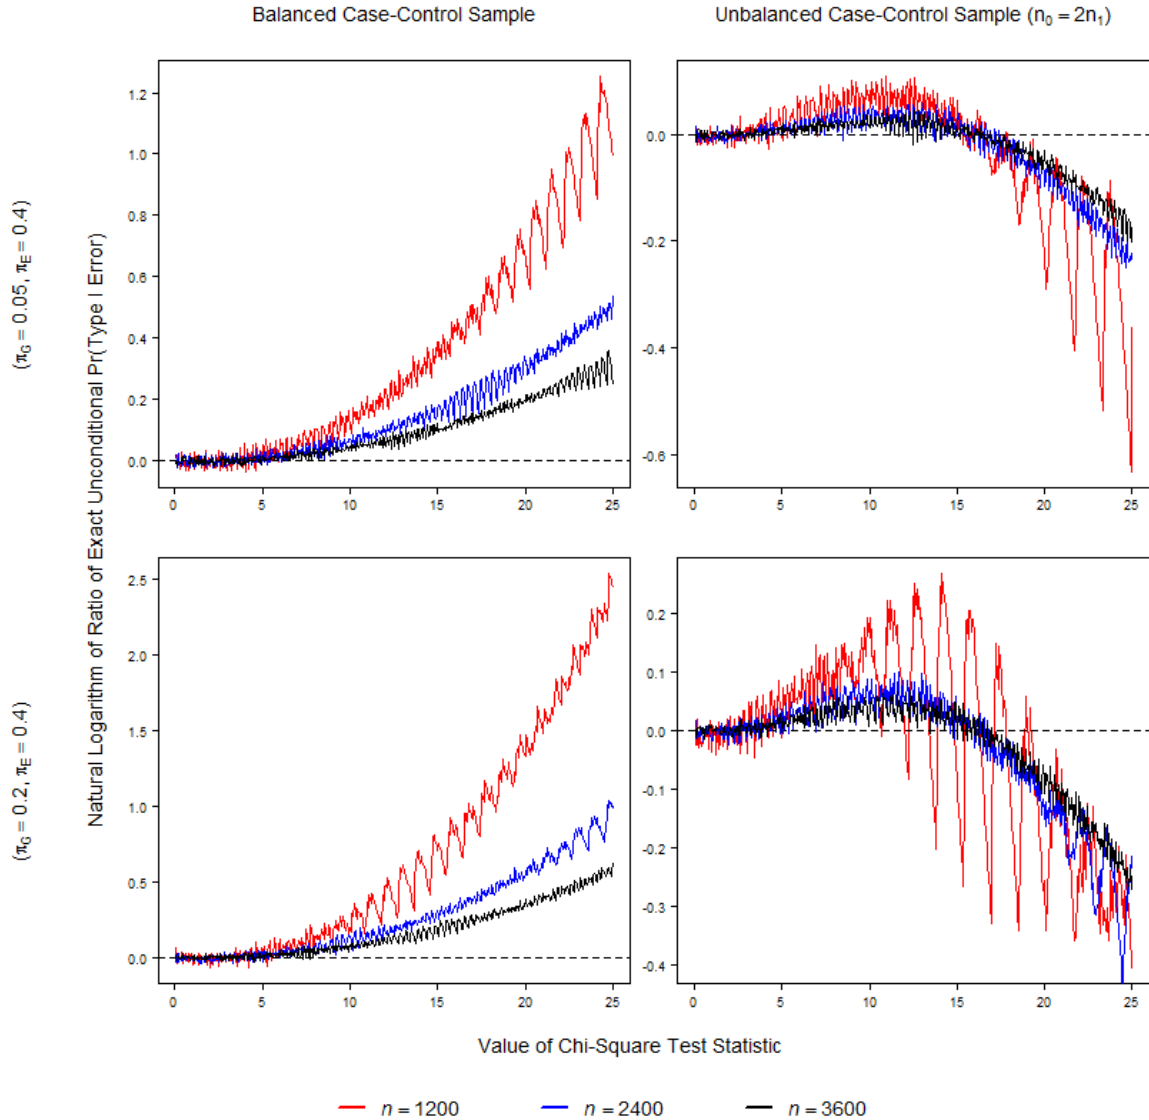 Balanced Case-Control Sample
Unbalanced Case-Control Sample (n₀ = 2n₁)
Natural Logarithm of Ratio of Exact Unconditional Pr(Type I Error)
(π_G = 0.05, π_E = 0.4)
1.2
1.0
0.8
0.6
0.4
0.2
0.0
0 5 10 15 20 25
0.0
-0.2
-0.4
-0.6
0 5 10 15 20 25
(π_G = 0.2, π_E = 0.4)
2.5
2.0
1.5
1.0
0.5
0.0
0 5 10 15 20 25
0.2
0.1
0.0
-0.1
-0.2
-0.3
-0.4
0 5 10 15 20 25
Value of Chi-Square Test Statistic
n = 1200 n = 2400 n = 3600